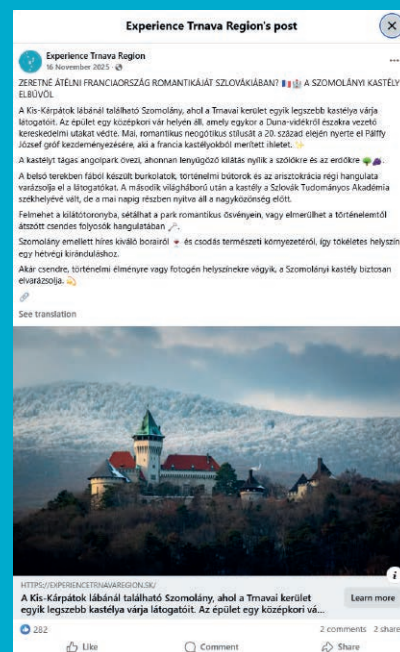 Experience Trnava Region's post
Experience Trnava Region
16 November 2025
ZERETNÉ ÁTÉLNI FRANCIAORSZÁG ROMANTIKÁJÁT SZLOVÁKIÁBAN? 🇫🇷🏰 A SZOMOLÁNYI KASTÉLY
ELBŰVÖL
A Kis-Kárpátok lábánál található Szomolány, ahol a Trnavai kerület egyik legszebb kastélya várja
látogatóit. Az épület egy középkori vár helyén áll, amely egykor a Duna-vidékről északra vezető
kereskedelmi utakat védte. Mai, romantikus neogótikus stílusát a 20. század elején nyerte el Pálffy
József gróf kezdeményezésére, aki a francia kastélyokból merített ihletet. ✨
A kastélyt tágas angolpark övezi, ahonnan lenyűgöző kilátás nyílik a szőlőkre és az erdőkre 🌳🍇.
A belső terekben fából készült burkolatok, történelmi bútorok és az arisztokrácia régi hangulata
varázsolja el a látogatókat. A második világháború után a kastély a Szlovák Tudományos Akadémia
székhelyévé vált, de a mai napig részben nyitva áll a nagyközönség előtt.
Felmehet a kilátótoronyba, sétálhat a park romantikus ösvényein, vagy elmerülhet a történelemtől
átszőtt csendes folyosók hangulatában 🗝️.
Szomolány emellett híres kiváló borairól 🍷 és csodás természeti környezetéről, így tökéletes helyszín
egy hétvégi kiránduláshoz.
Akár csendre, történelmi élményre vagy fotogén helyszínekre vágyik, a Szomolányi kastély biztosan
elvarázsolja. 💫
🔗
See translation
HTTPS://EXPERIENCETRNAVAREGION.SK/
A Kis-Kárpátok lábánál található Szomolány, ahol a Trnavai kerület
egyik legszebb kastélya várja látogatóit. Az épület egy középkori vá...
Learn more
282
2 comments 2 share
Like Comment Share